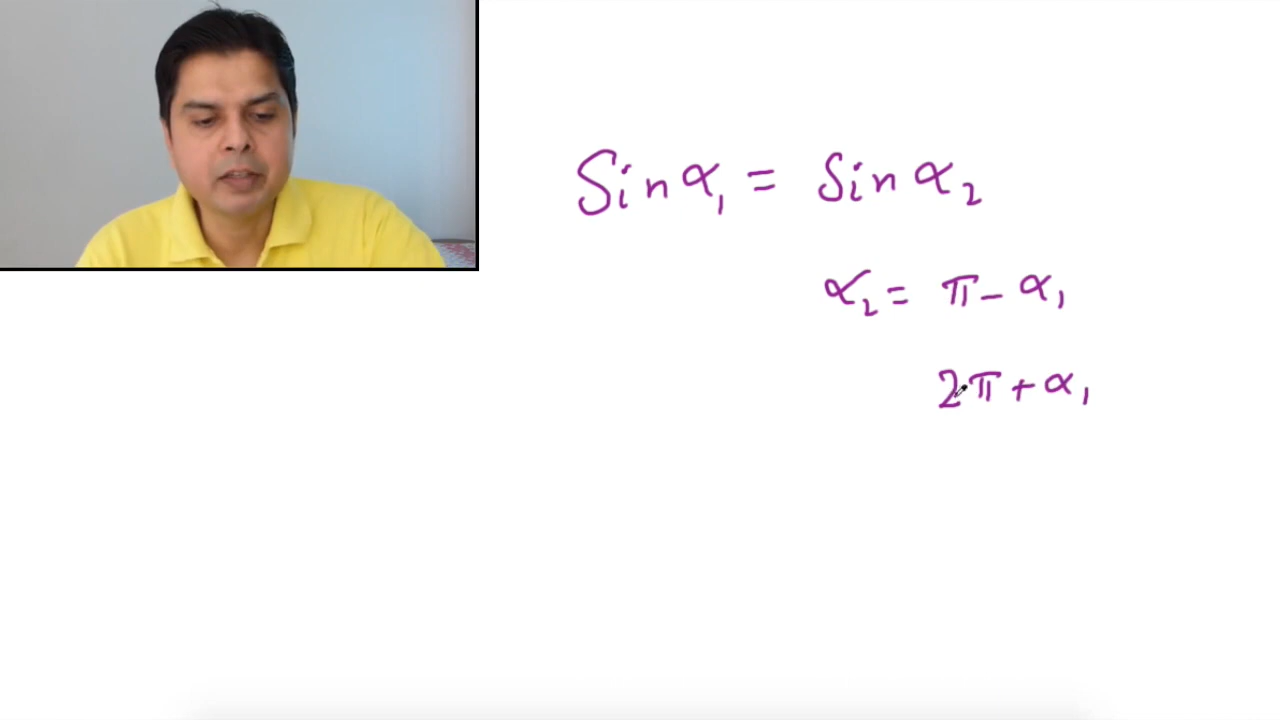 Sin α₁ = Sin α₂
α₂ = π - α₁
2π + α₁